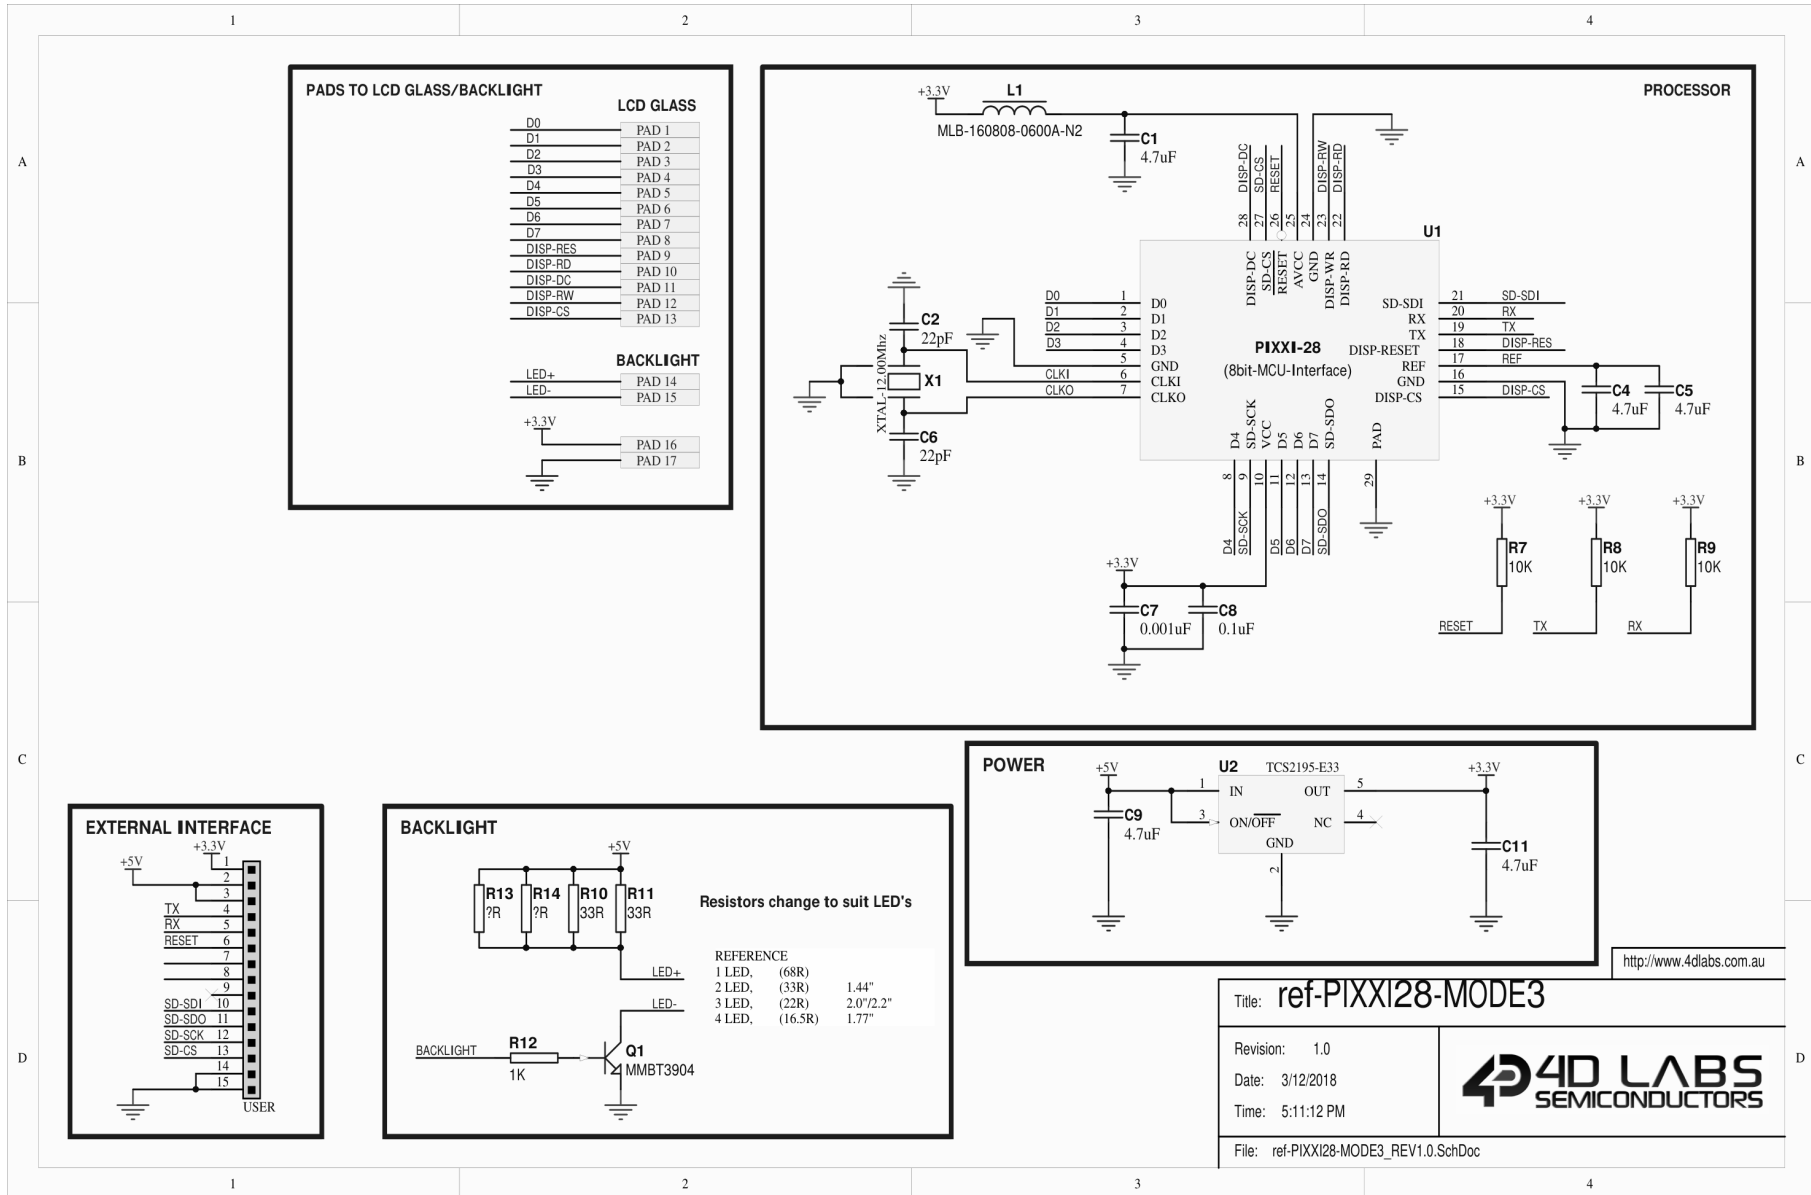 1 2 3 4
A
B
C
D
A
B
C
D
PADS TO LCD GLASS/BACKLIGHT
LCD GLASS
D0 PAD 1
D1 PAD 2
D2 PAD 3
D3 PAD 4
D4 PAD 5
D5 PAD 6
D6 PAD 7
D7 PAD 8
DISP-RES PAD 9
DISP-RD PAD 10
DISP-DC PAD 11
DISP-RW PAD 12
DISP-CS PAD 13
BACKLIGHT
LED+ PAD 14
LED- PAD 15
+3.3V
PAD 16
PAD 17
PROCESSOR
+3.3V
L1
MLB-160808-0600A-N2
C1
4.7uF
DISP-DC
SD-CS
RESET
DISP-RW
DISP-RD
28
27
26
25
24
23
22
U1
DISP-DC
SD-CS
RESET
AVCC
GND
DISP-WR
DISP-RD
D0 1 D0
D1 2 D1
D2 3 D2
D3 4 D3
5 GND
CLKI 6 CLKI
CLKO 7 CLKO
PIXXI-28
(8bit-MCU-Interface)
SD-SDI 21 SD-SDI
RX 20 RX
TX 19 TX
DISP-RESET 18 DISP-RES
REF 17 REF
GND 16
DISP-CS 15 DISP-CS
C2
22pF
XTAL-12.00Mhz
X1
C6
22pF
C4
4.7uF
C5
4.7uF
D4
SD-SCK
VCC
D5
D6
D7
SD-SDO
PAD
8
9
10
11
12
13
14
29
D4
SD-SCK
D5
D6
D7
SD-SDO
+3.3V
C7
0.001uF
C8
0.1uF
+3.3V
R7
10K
RESET
+3.3V
R8
10K
TX
+3.3V
R9
10K
RX
POWER
+5V
C9
4.7uF
U2 TCS2195-E33
1 IN OUT 5
3 ON/OFF NC 4
GND
2
+3.3V
C11
4.7uF
EXTERNAL INTERFACE
+3.3V
+5V
1
2
3
TX 4
RX 5
RESET 6
7
8
9
SD-SDI 10
SD-SDO 11
SD-SCK 12
SD-CS 13
14
15
USER
BACKLIGHT
+5V
R13 R14 R10 R11
?R ?R 33R 33R
LED+
LED-
BACKLIGHT
R12
1K
Q1
MMBT3904
Resistors change to suit LED's
REFERENCE
1 LED, (68R)
2 LED, (33R) 1.44"
3 LED, (22R) 2.0"/2.2"
4 LED, (16.5R) 1.77"
http://www.4dlabs.com.au
Title: ref-PIXXI28-MODE3
Revision: 1.0
Date: 3/12/2018
Time: 5:11:12 PM
4D LABS
SEMICONDUCTORS
File: ref-PIXXI28-MODE3_REV1.0.SchDoc
1 2 3 4